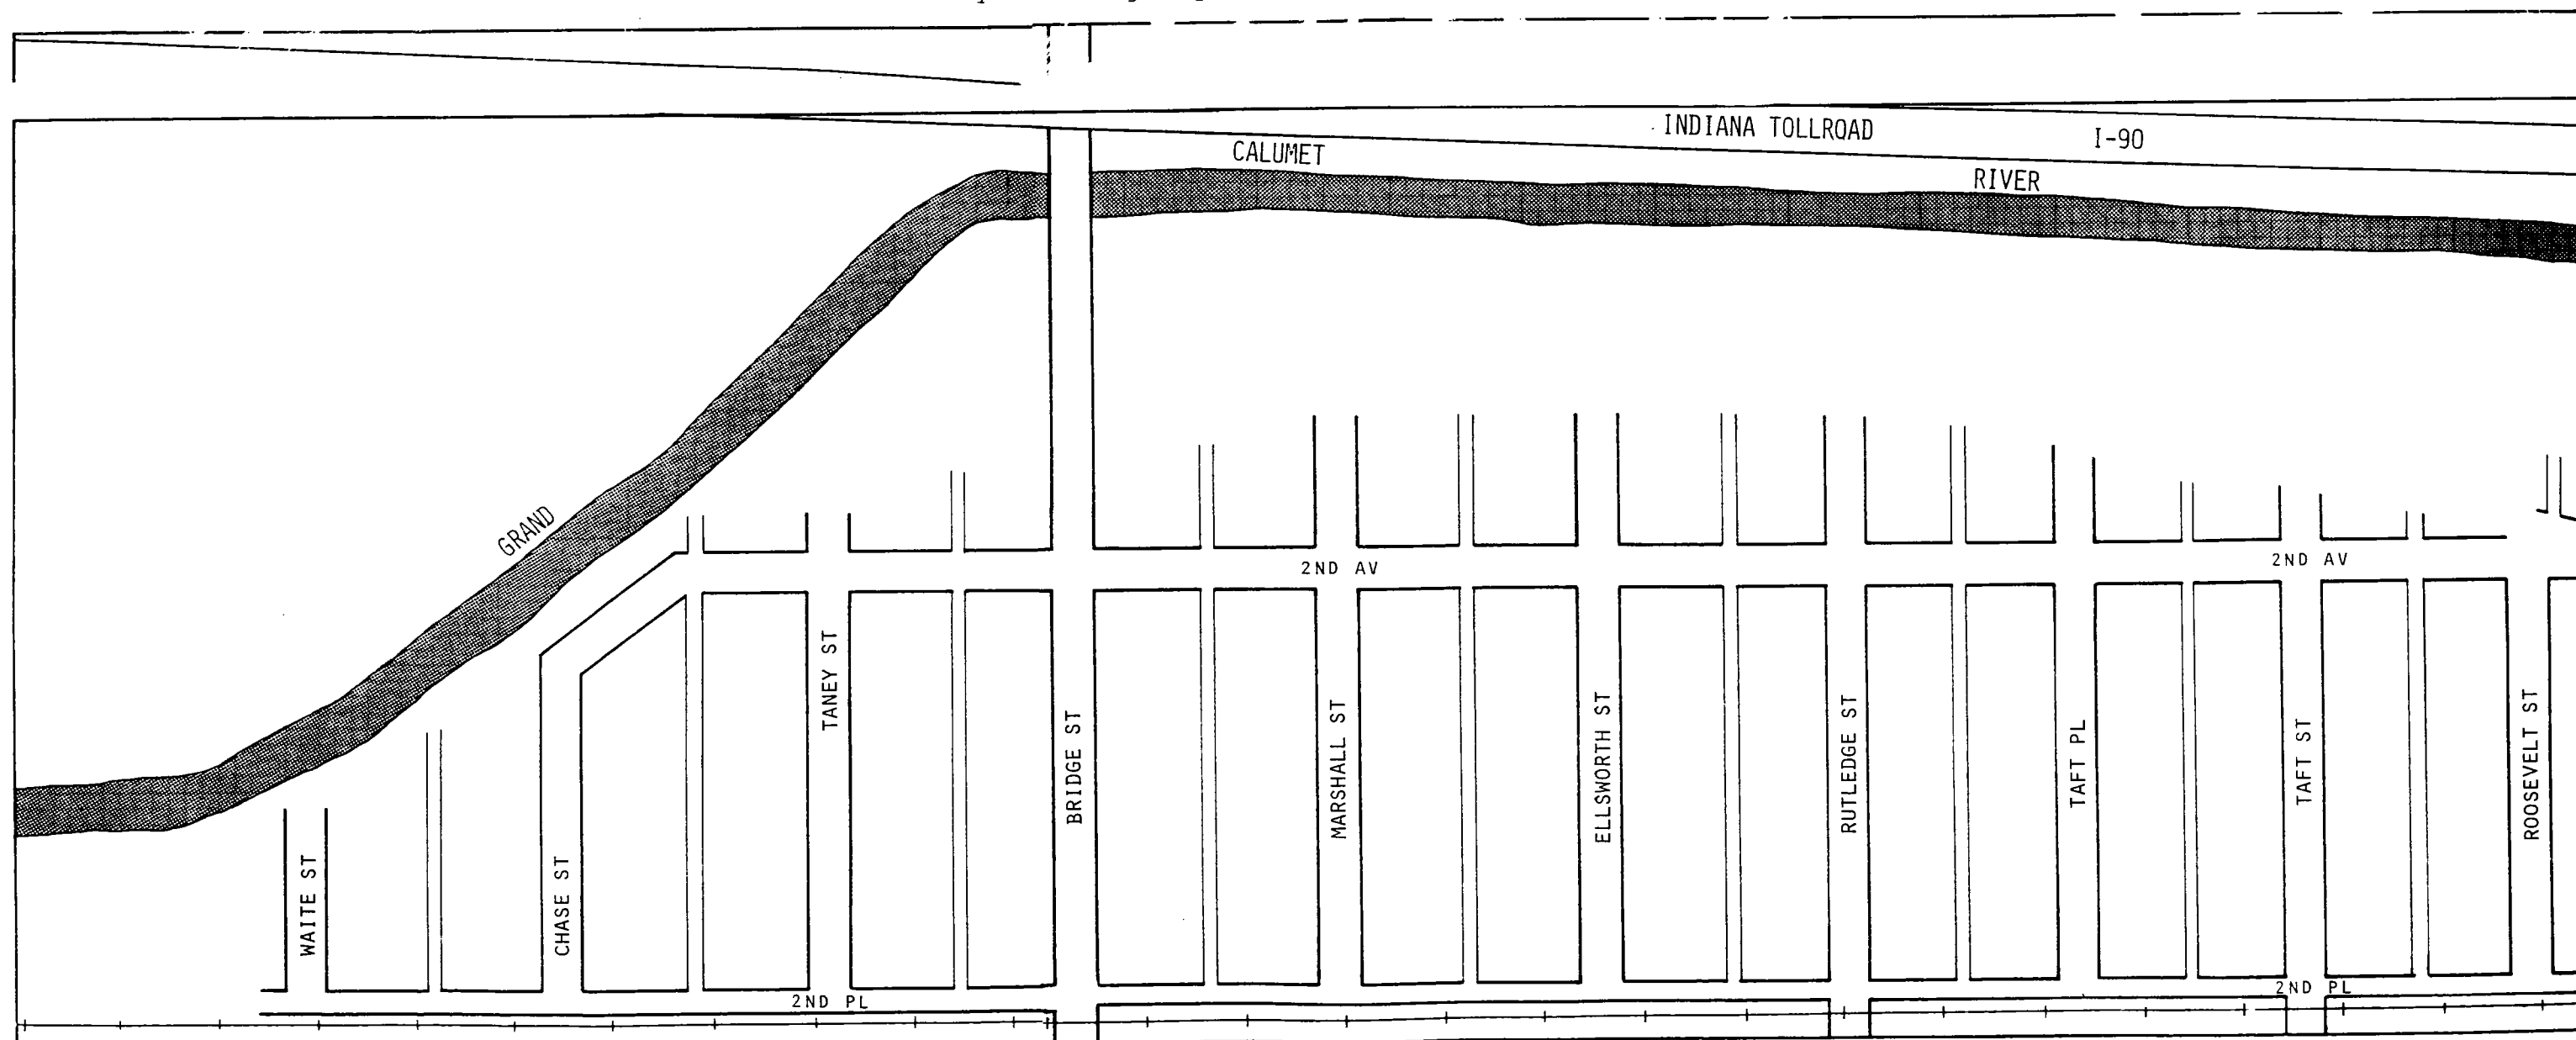 INDIANA TOLLROAD
I-90
CALUMET
RIVER
GRAND
2ND AV
2ND AV
TANEY ST
BRIDGE ST
MARSHALL ST
ELLSWORTH ST
RUTLEDGE ST
TAFT PL
TAFT ST
ROOSEVELT ST
WAITE ST
CHASE ST
2ND PL
2ND PL